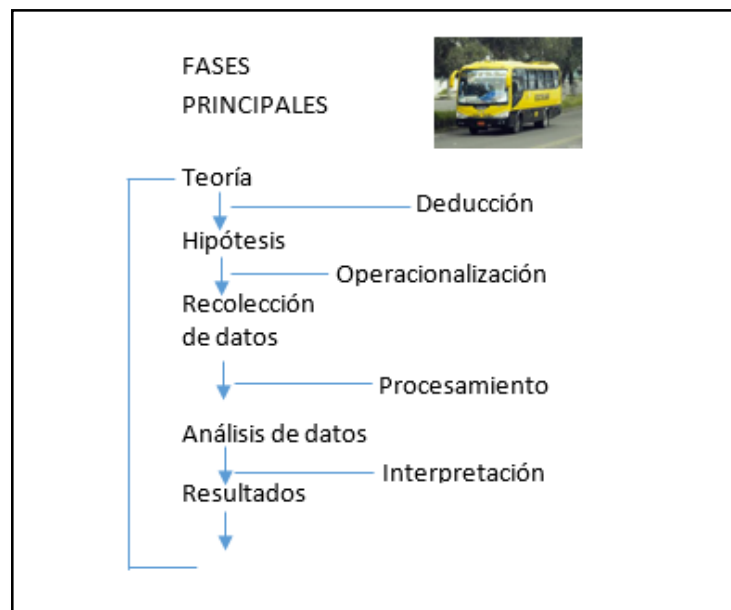 FASES
PRINCIPALES
Teoría
Deducción
Hipótesis
Operacionalización
Recolección
de datos
Procesamiento
Análisis de datos
Interpretación
Resultados